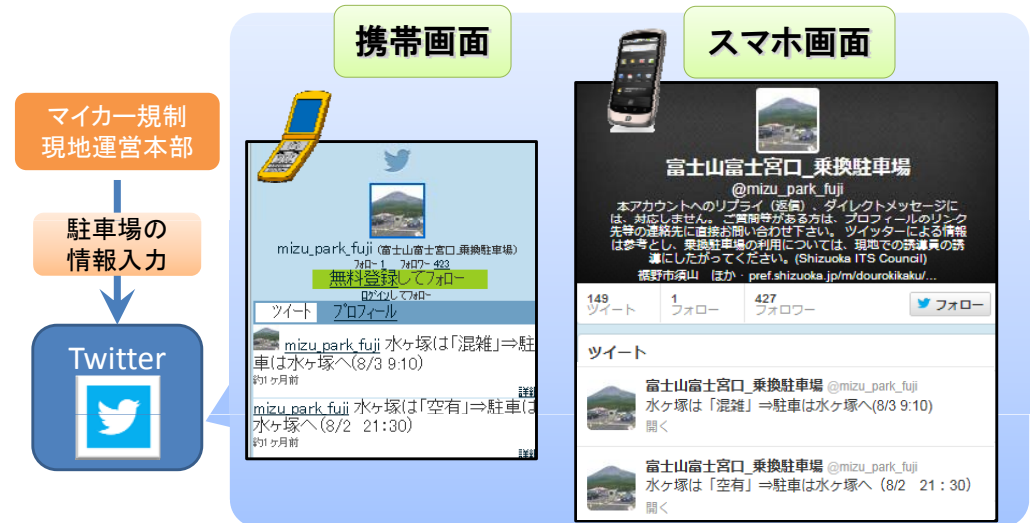 携帯画面
スマホ画面
マイカー規制
現地運営本部
駐車場の
情報入力
Twitter
mizu_park_fuji (富士山富士宮口_乗換駐車場)
フォロー 1 フォロワー 423
無料登録してフォロー
ログインしてフォロー
ツイート プロフィール
mizu_park_fuji 水ヶ塚は「混雑」⇒駐
車は水ヶ塚へ(8/3 9:10)
約1ヶ月前
詳細
mizu_park_fuji 水ヶ塚は「空有」⇒駐車は
水ヶ塚へ(8/2 21:30)
約1ヶ月前
富士山富士宮口_乗換駐車場
@mizu_park_fuji
本アカウントへのリプライ（返信）、ダイレクトメッセージに
は、対応しません。ご質問等がある方は、プロフィールのリンク
先等の連絡先に直接お問い合わせ下さい。 ツイッターによる情報
は参考とし、乗換駐車場の利用については、現地での誘導員の誘
導にしたがってください。(Shizuoka ITS Council)
裾野市須山 ほか · pref.shizuoka.jp/m/dourokikaku/...
149 1 427
ツイート フォロー フォロワー フォロー
ツイート
富士山富士宮口_乗換駐車場 @mizu_park_fuji
水ヶ塚は「混雑」⇒駐車は水ヶ塚へ(8/3 9:10)
開く
富士山富士宮口_乗換駐車場 @mizu_park_fuji
水ヶ塚は「空有」⇒駐車は水ヶ塚へ（8/2 21：30）
開く